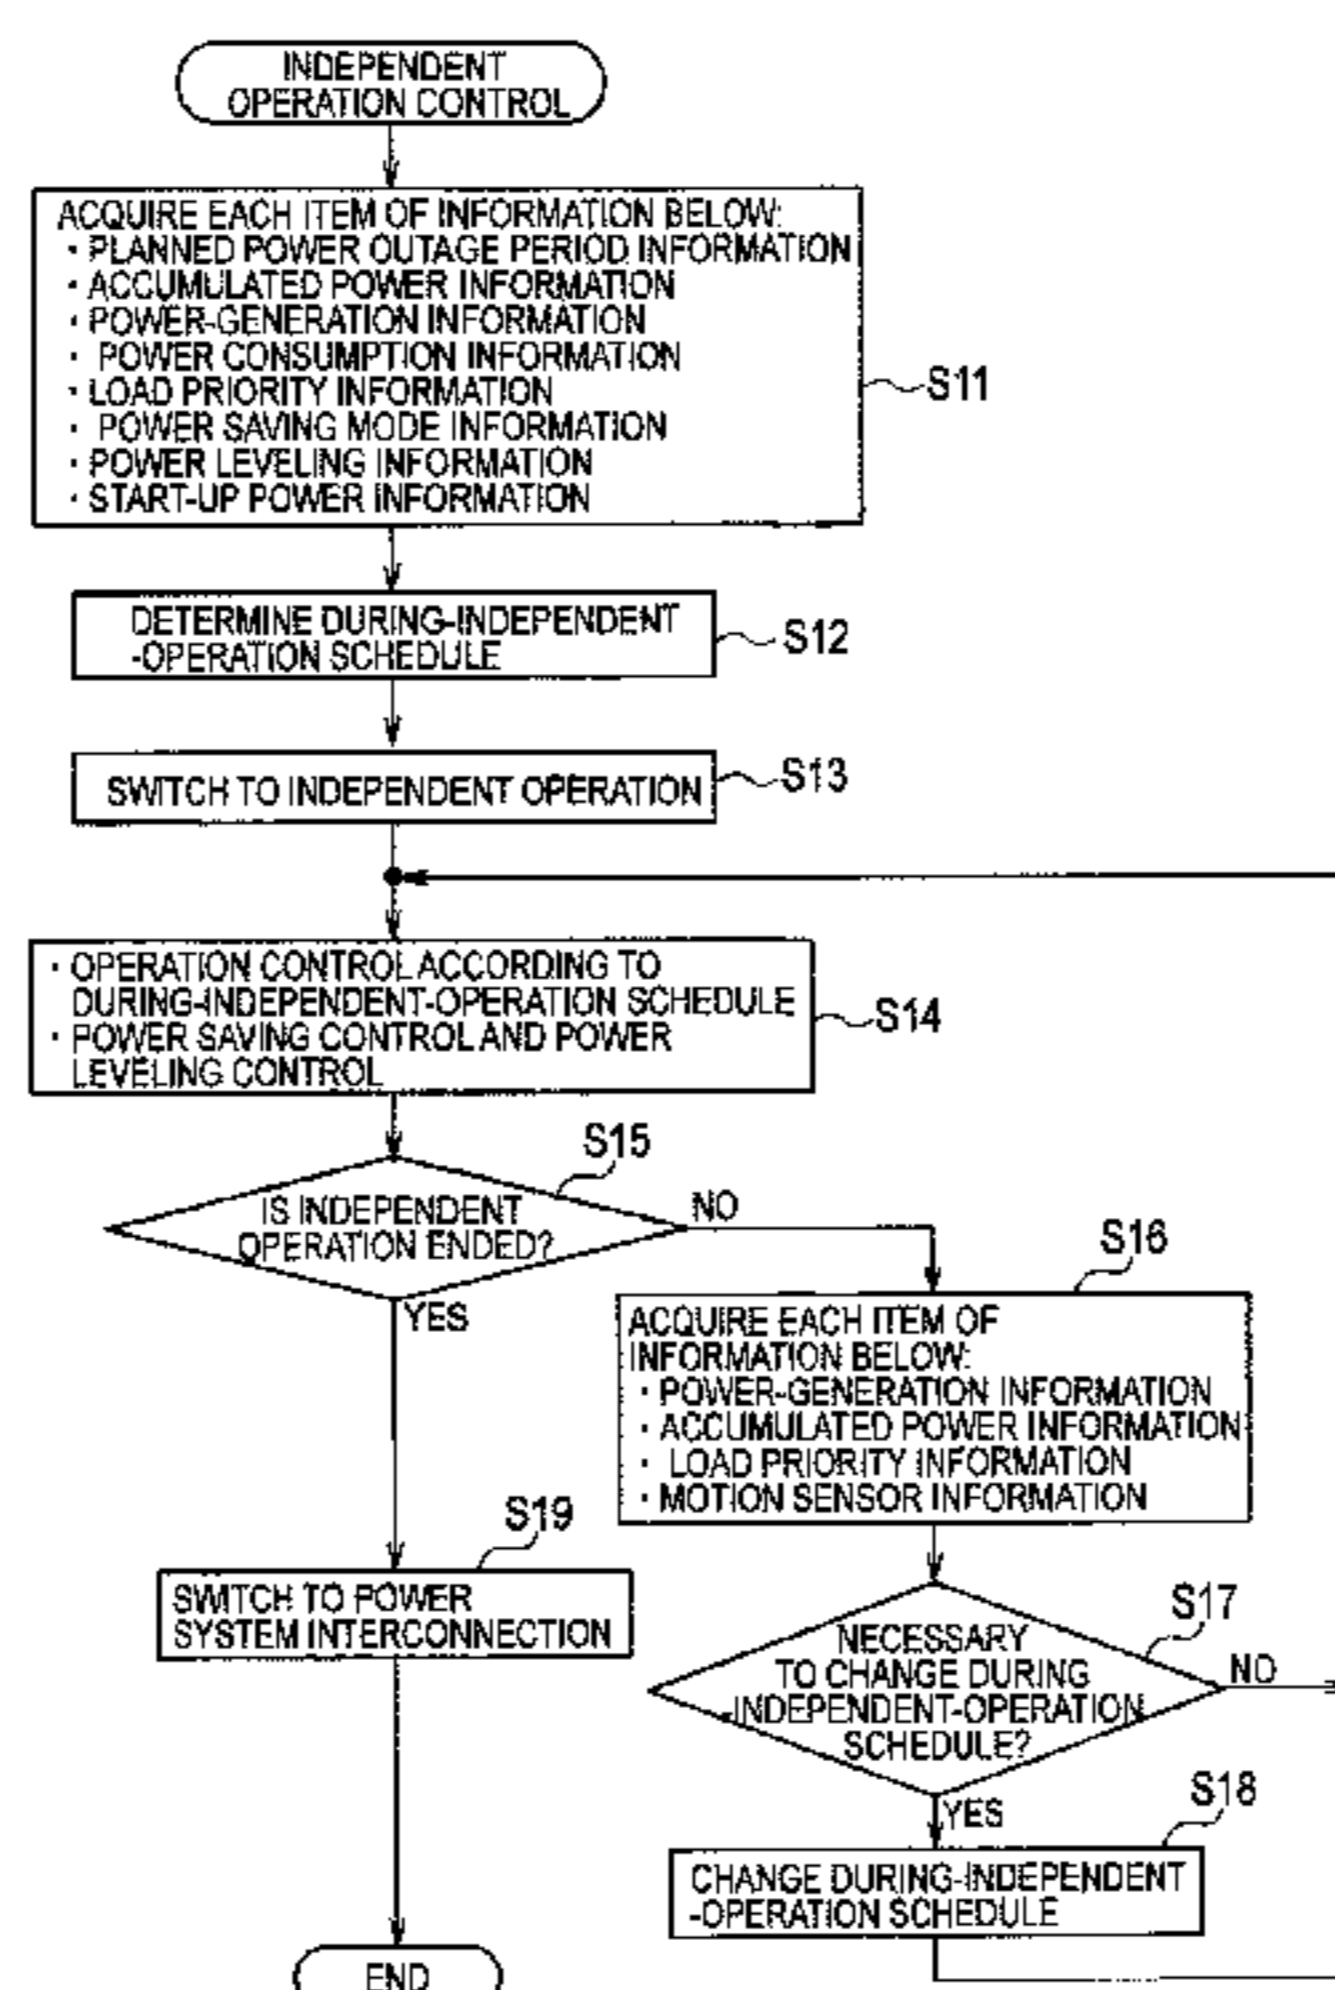 INDEPENDENT
OPERATION CONTROL
ACQUIRE EACH ITEM OF INFORMATION BELOW:
· PLANNED POWER OUTAGE PERIOD INFORMATION
· ACCUMULATED POWER INFORMATION
· POWER-GENERATION INFORMATION
· POWER CONSUMPTION INFORMATION
· LOAD PRIORITY INFORMATION
· POWER SAVING MODE INFORMATION
· POWER LEVELING INFORMATION
· START-UP POWER INFORMATION
S11
DETERMINE DURING-INDEPENDENT
-OPERATION SCHEDULE
S12
SWITCH TO INDEPENDENT OPERATION
S13
· OPERATION CONTROL ACCORDING TO
DURING-INDEPENDENT-OPERATION SCHEDULE
· POWER SAVING CONTROL AND POWER
LEVELING CONTROL
S14
S15
IS INDEPENDENT
OPERATION ENDED?
NO
YES
S16
ACQUIRE EACH ITEM OF
INFORMATION BELOW:
· POWER-GENERATION INFORMATION
· ACCUMULATED POWER INFORMATION
· LOAD PRIORITY INFORMATION
· MOTION SENSOR INFORMATION
S19
SWITCH TO POWER
SYSTEM INTERCONNECTION
S17
NECESSARY
TO CHANGE DURING
-INDEPENDENT-OPERATION
SCHEDULE?
NO
YES
S18
CHANGE DURING-INDEPENDENT
-OPERATION SCHEDULE
END